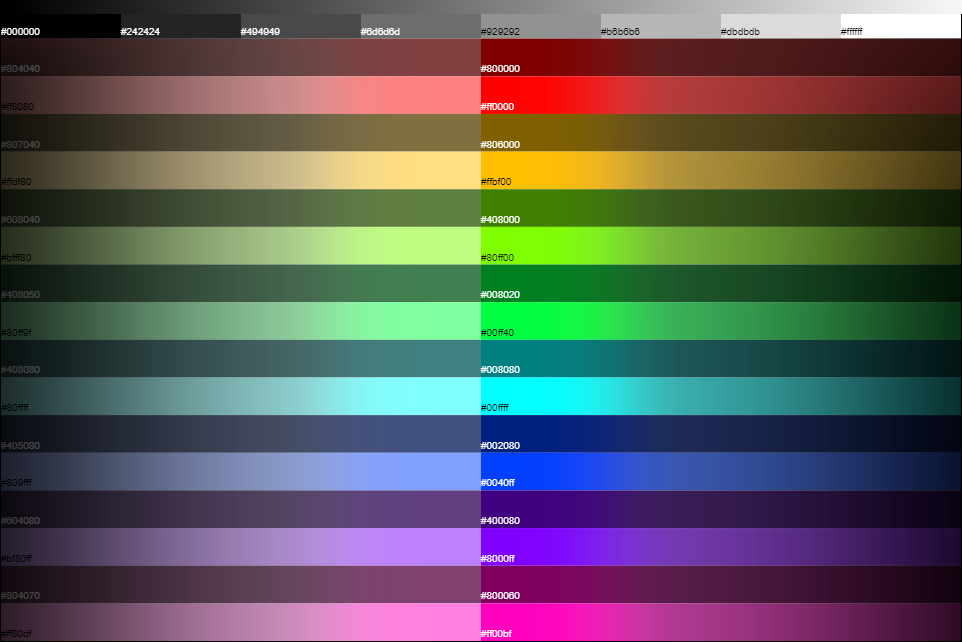 #000000 #242424 #494949 #6d6d6d #929292 #b6b6b6 #dbdbdb #ffffff
#804040 #800000
#ff8080 #ff0000
#807040 #806000
#ffdf80 #ffbf00
#608040 #408000
#bfff80 #80ff00
#408050 #008020
#80ff9f #00ff40
#408080 #008080
#80ffff #00ffff
#405080 #002080
#809fff #0040ff
#604080 #400080
#bf80ff #8000ff
#804070 #800060
#ff80df #ff00bf